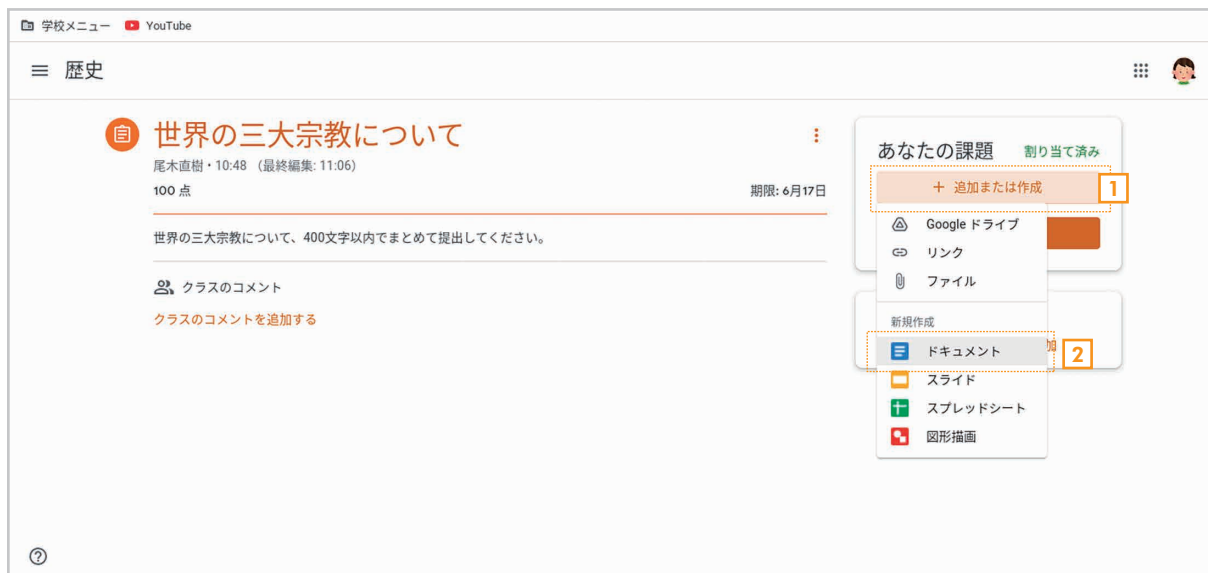 学校メニュー YouTube
歴史
世界の三大宗教について
尾木直樹・10:48 (最終編集: 11:06)
100 点 期限: 6月17日
世界の三大宗教について、400文字以内でまとめて提出してください。
クラスのコメント
クラスのコメントを追加する
あなたの課題 割り当て済み
+ 追加または作成 1
Google ドライブ
リンク
ファイル
新規作成
ドキュメント 2
スライド
スプレッドシート
図形描画